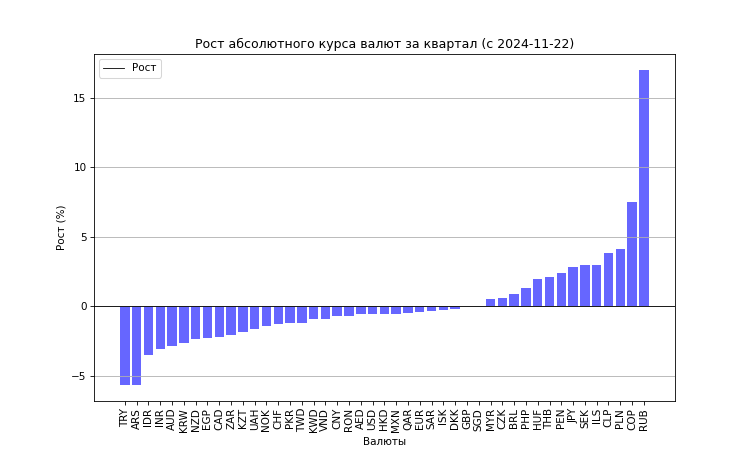 Рост абсолютного курса валют за квартал (с 2024-11-22)
Рост
Рост (%)
15
10
5
0
−5
TRY ARS IDR INR AUD KRW NZD EGP CAD ZAR KZT UAH NOK CHF PKR TWD KWD VND CNY RON AED USD HKD MXN QAR EUR SAR ISK DKK GBP SGD MYR CZK BRL PHP HUF THB PEN JPY SEK ILS CLP PLN COP RUB
Валюты